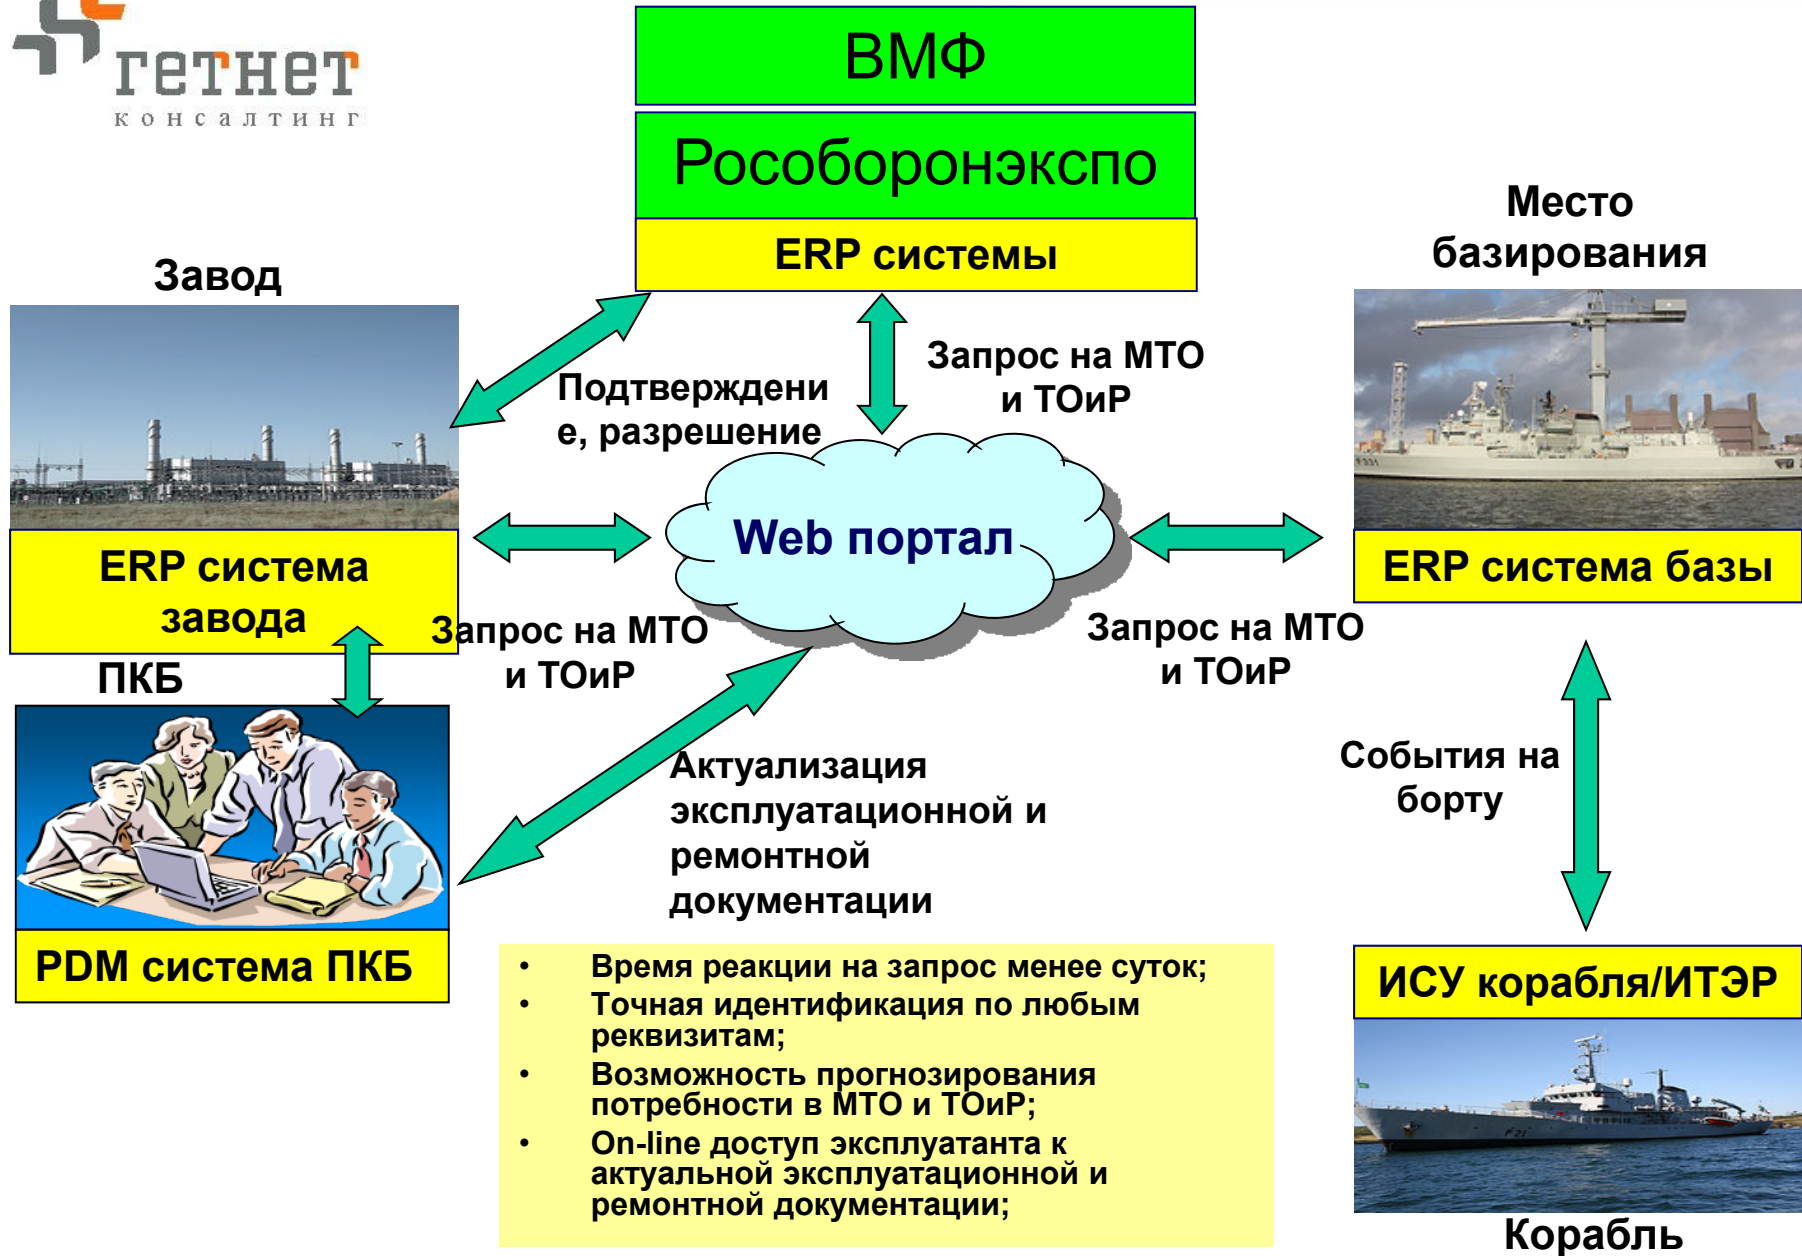 гетнет
консалтинг
ВМФ
Рособоронэкспо
ERP системы
Завод
Место
базирования
Подтверждени
е, разрешение
Запрос на МТО
и ТОиР
F331
Web портал
ERP система
завода
ERP система базы
Запрос на МТО
и ТОиР
Запрос на МТО
и ТОиР
ПКБ
Актуализация
эксплуатационной и
ремонтной
документации
События на
борту
PDM система ПКБ
ИСУ корабля/ИТЭР
• Время реакции на запрос менее суток;
• Точная идентификация по любым
реквизитам;
• Возможность прогнозирования
потребности в МТО и ТОиР;
• On-line доступ эксплуатанта к
актуальной эксплуатационной и
ремонтной документации;
F21
Корабль